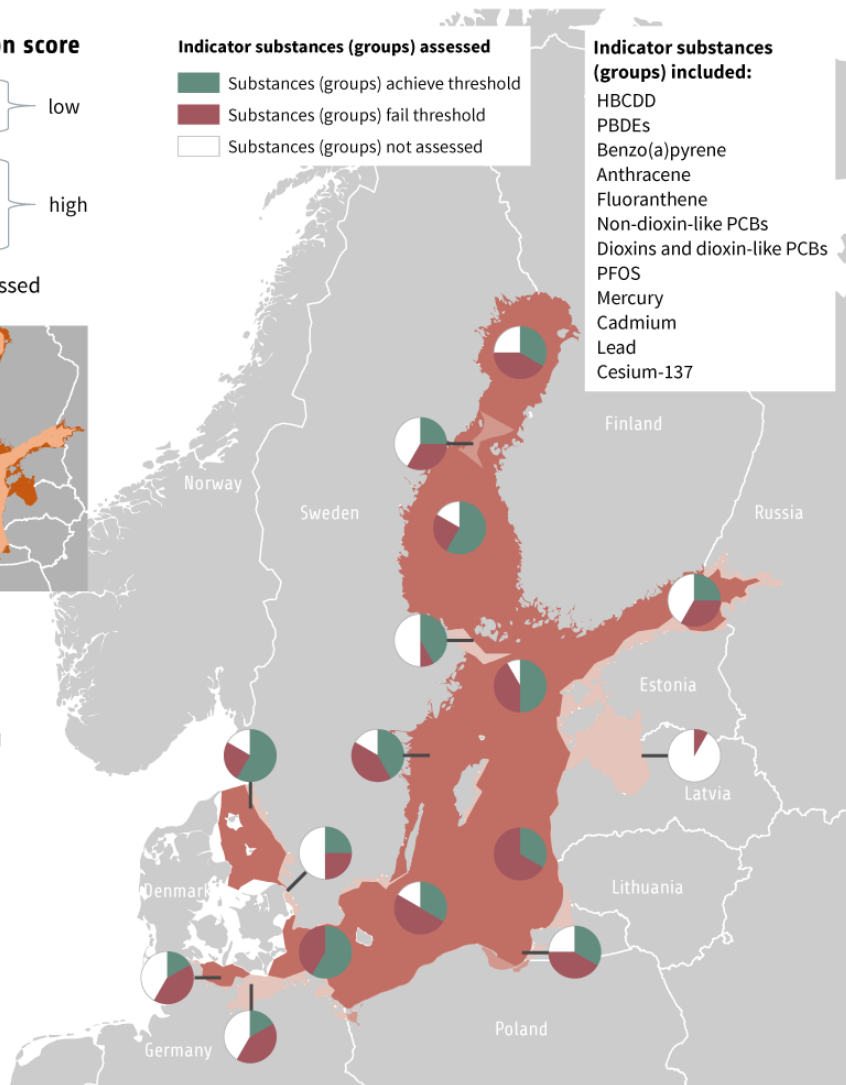 n score
low
high
ssed
Indicator substances (groups) assessed
Substances (groups) achieve threshold
Substances (groups) fail threshold
Substances (groups) not assessed
Indicator substances
(groups) included:
HBCDD
PBDEs
Benzo(a)pyrene
Anthracene
Fluoranthene
Non-dioxin-like PCBs
Dioxins and dioxin-like PCBs
PFOS
Mercury
Cadmium
Lead
Cesium-137
Finland
Norway
Sweden
Russia
Estonia
Latvia
Denmark
Lithuania
Poland
Germany